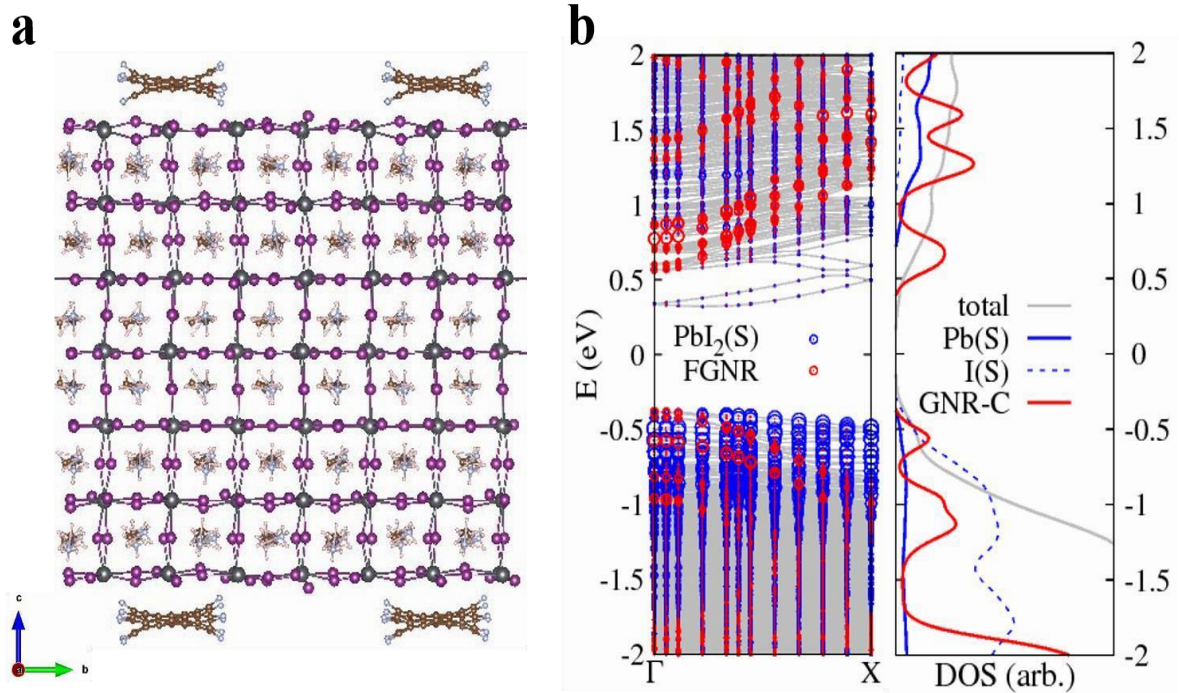 a
b
c
b
a
E (eV)
2
1.5
1
0.5
0
-0.5
-1
-1.5
-2
PbI₂(S)
FGNR
Γ
X
total
Pb(S)
I(S)
GNR-C
2
1.5
1
0.5
0
-0.5
-1
-1.5
-2
DOS (arb.)